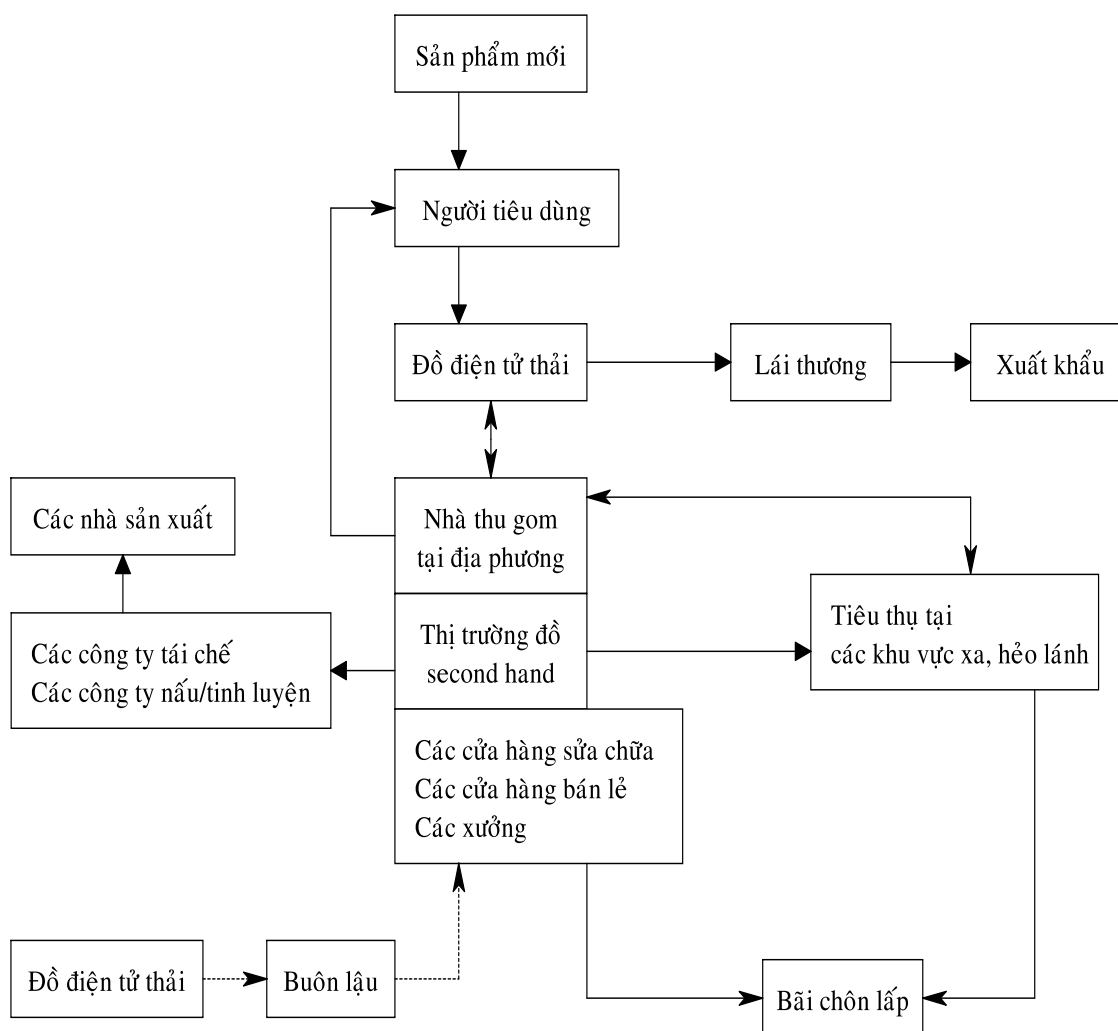 Sản phẩm mới
Người tiêu dùng
Đồ điện tử thải
Lái thương
Xuất khẩu
Các nhà sản xuất
Nhà thu gom
tại địa phương
Các công ty tái chế
Các công ty nấu/tinh luyện
Thị trường đồ
second hand
Tiêu thụ tại
các khu vực xa, hẻo lánh
Các cửa hàng sửa chữa
Các cửa hàng bán lẻ
Các xưởng
Đồ điện tử thải
Buôn lậu
Bãi chôn lấp